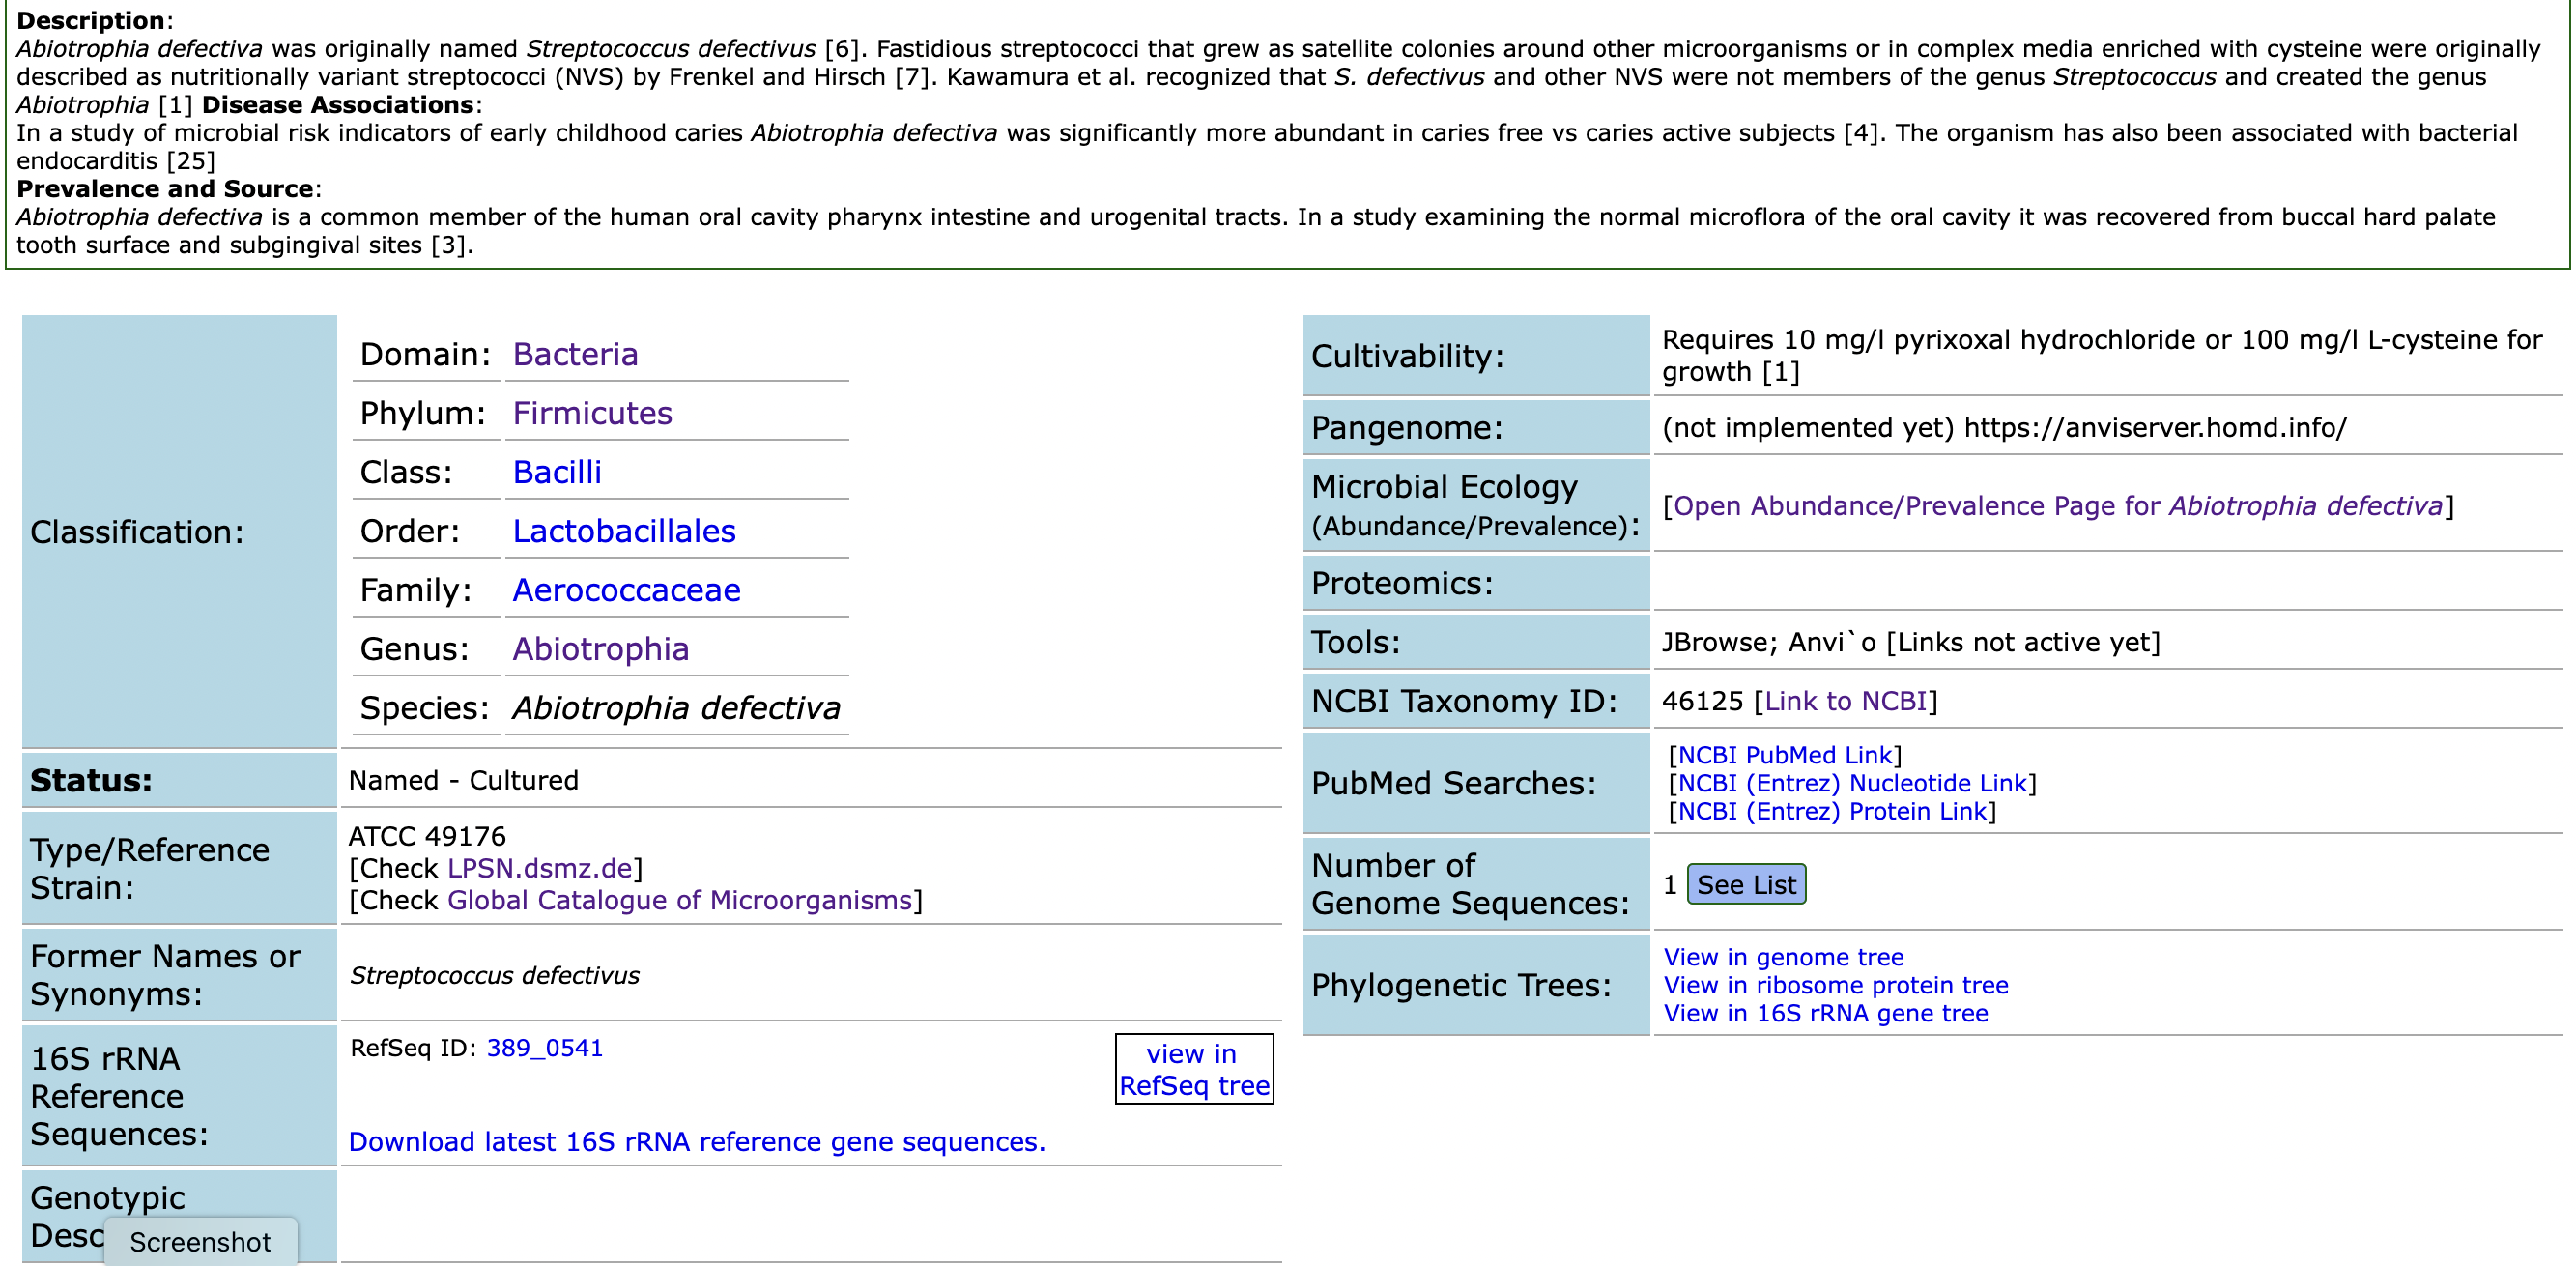 Description:
Abiotrophia defectiva was originally named Streptococcus defectivus [6]. Fastidious streptococci that grew as satellite colonies around other microorganisms or in complex media enriched with cysteine were originally
described as nutritionally variant streptococci (NVS) by Frenkel and Hirsch [7]. Kawamura et al. recognized that S. defectivus and other NVS were not members of the genus Streptococcus and created the genus
Abiotrophia [1] Disease Associations:
In a study of microbial risk indicators of early childhood caries Abiotrophia defectiva was significantly more abundant in caries free vs caries active subjects [4]. The organism has also been associated with bacterial
endocarditis [25]
Prevalence and Source:
Abiotrophia defectiva is a common member of the human oral cavity pharynx intestine and urogenital tracts. In a study examining the normal microflora of the oral cavity it was recovered from buccal hard palate
tooth surface and subgingival sites [3].
Classification:
Domain: Bacteria
Phylum: Firmicutes
Class: Bacilli
Order: Lactobacillales
Family: Aerococcaceae
Genus: Abiotrophia
Species: Abiotrophia defectiva
Status: Named - Cultured
Type/Reference
Strain:
ATCC 49176
[Check LPSN.dsmz.de]
[Check Global Catalogue of Microorganisms]
Former Names or
Synonyms:
Streptococcus defectivus
16S rRNA
Reference
Sequences:
RefSeq ID: 389_0541
view in
RefSeq tree
Download latest 16S rRNA reference gene sequences.
Genotypic
Desc
Screenshot
Cultivability:
Requires 10 mg/l pyrixoxal hydrochloride or 100 mg/l L-cysteine for
growth [1]
Pangenome: (not implemented yet) https://anviserver.homd.info/
Microbial Ecology
(Abundance/Prevalence):
[Open Abundance/Prevalence Page for Abiotrophia defectiva]
Proteomics:
Tools: JBrowse; Anvi`o [Links not active yet]
NCBI Taxonomy ID: 46125 [Link to NCBI]
PubMed Searches:
[NCBI PubMed Link]
[NCBI (Entrez) Nucleotide Link]
[NCBI (Entrez) Protein Link]
Number of
Genome Sequences:
1 See List
Phylogenetic Trees:
View in genome tree
View in ribosome protein tree
View in 16S rRNA gene tree